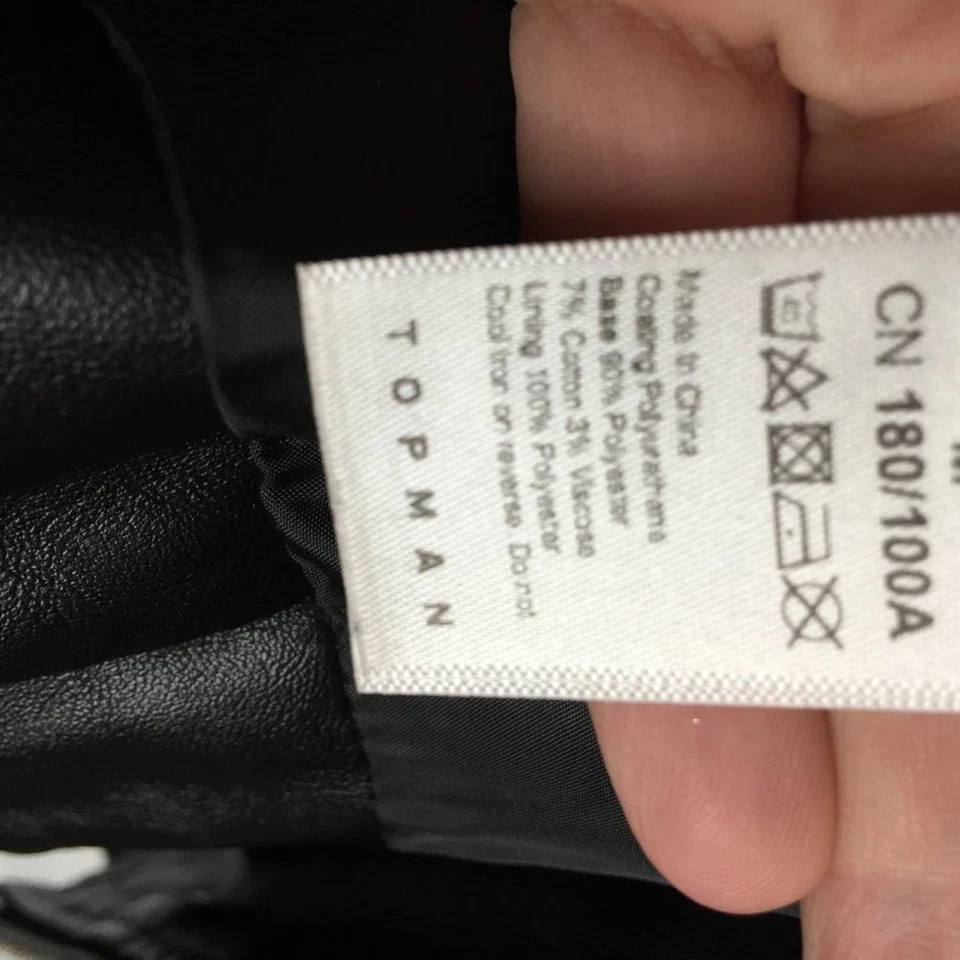 CN 180/100A
Made in China
Coating Polyurethane
Base 90% Polyester
7% Cotton 3% Viscose
Lining 100% Polyester
Cool Iron on reverse. Do not
TOPMAN